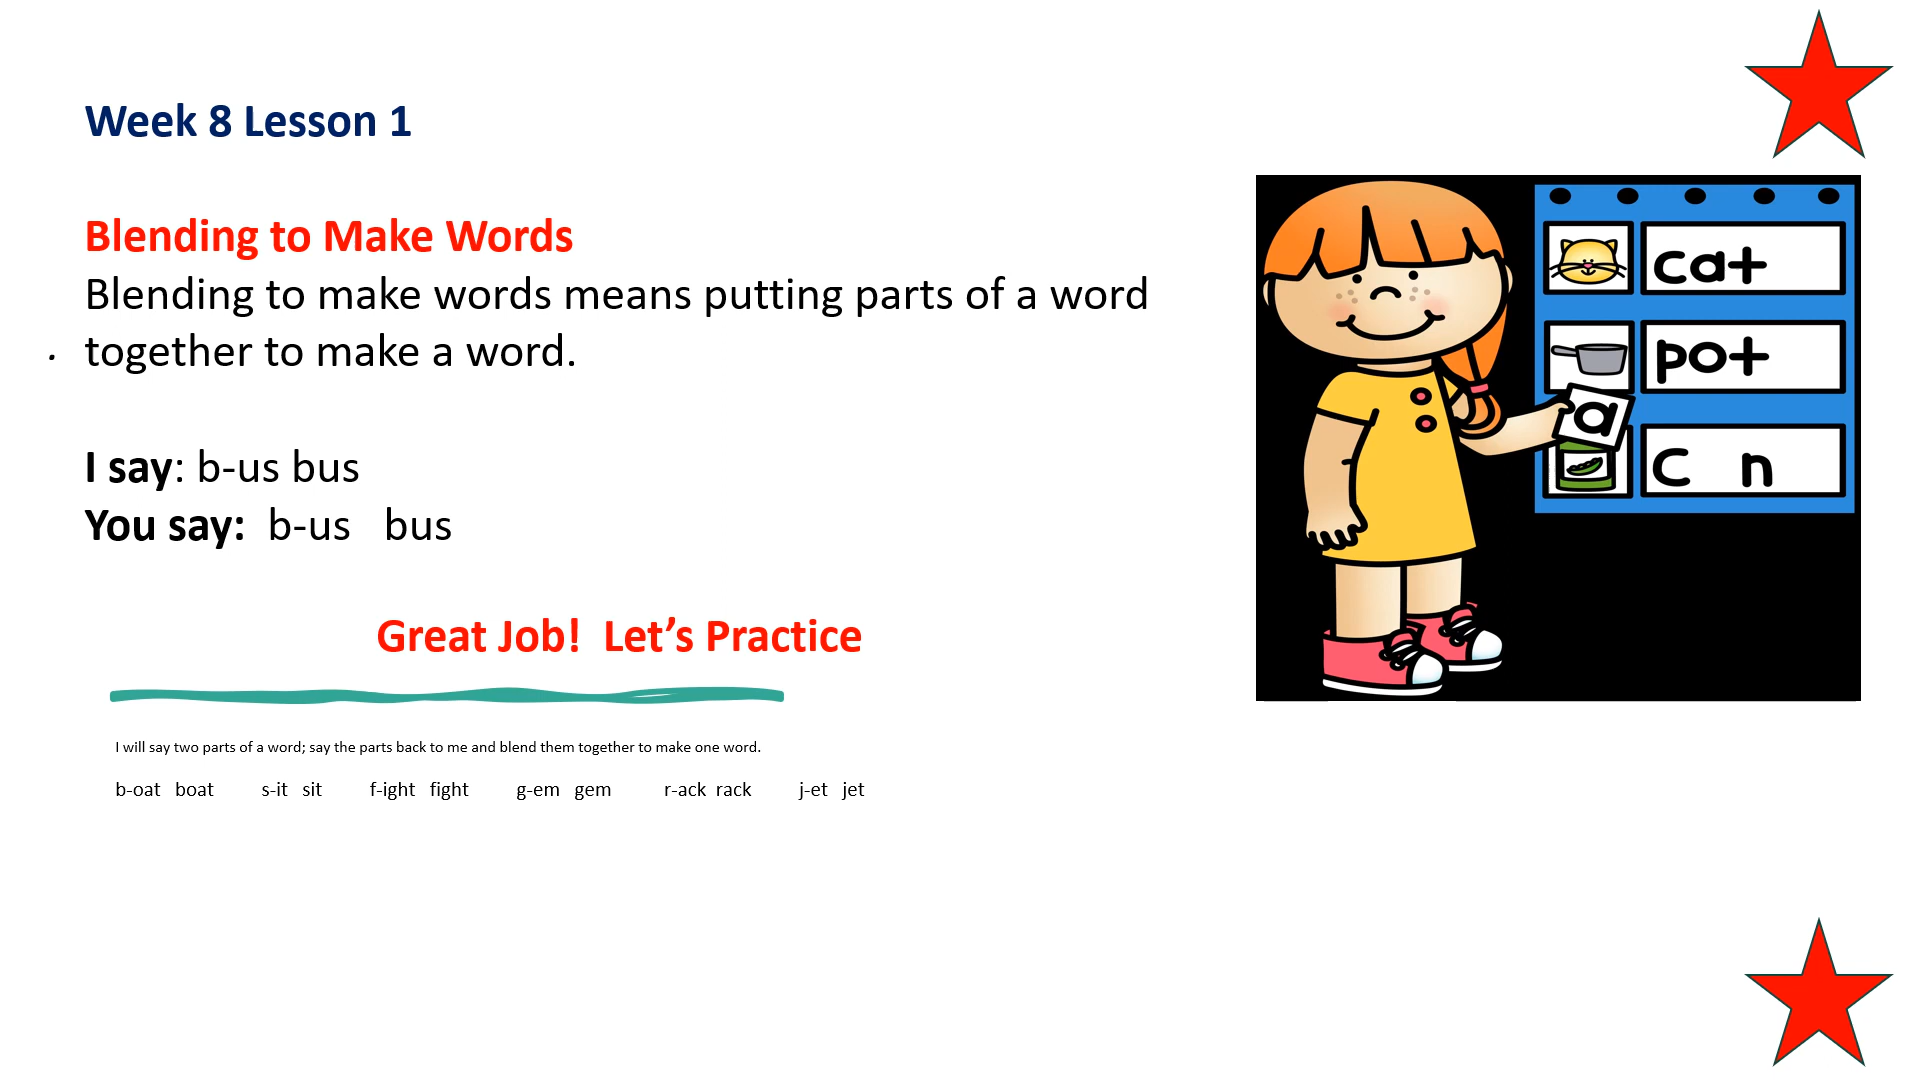 Week 8 Lesson 1
Blending to Make Words
Blending to make words means putting parts of a word
together to make a word.
.
I say: b-us bus
You say:  b-us   bus
Great Job!  Let’s Practice
I will say two parts of a word; say the parts back to me and blend them together to make one word.
b-oat   boat   s-it   sit   f-ight   fight   g-em   gem   r-ack  rack   j-et   jet
cat
pot
a
C n